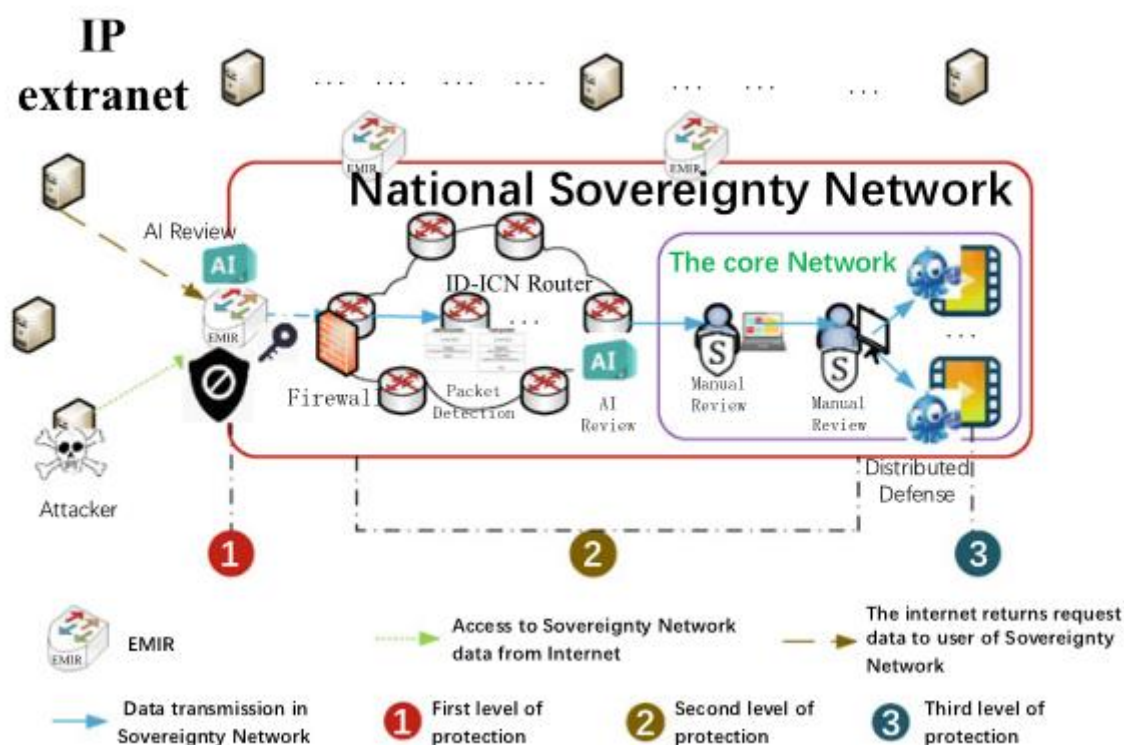 IP
extranet
... ... ... ... ... ... ...
EMIR
EMIR
National Sovereignty Network
AI Review
AI
The core Network
ID-ICN Router
EMIR
...
...
AI
S
S
Firewall
Packet
Detection
AI
Review
Manual
Review
Manual
Review
Distributed
Defense
Attacker
1
2
3
EMIR
EMIR
Access to Sovereignty Network
data from Internet
The internet returns request
data to user of Sovereignty
Network
Data transmission in
Sovereignty Network
1
First level of
protection
2
Second level of
protection
3
Third level of
protection